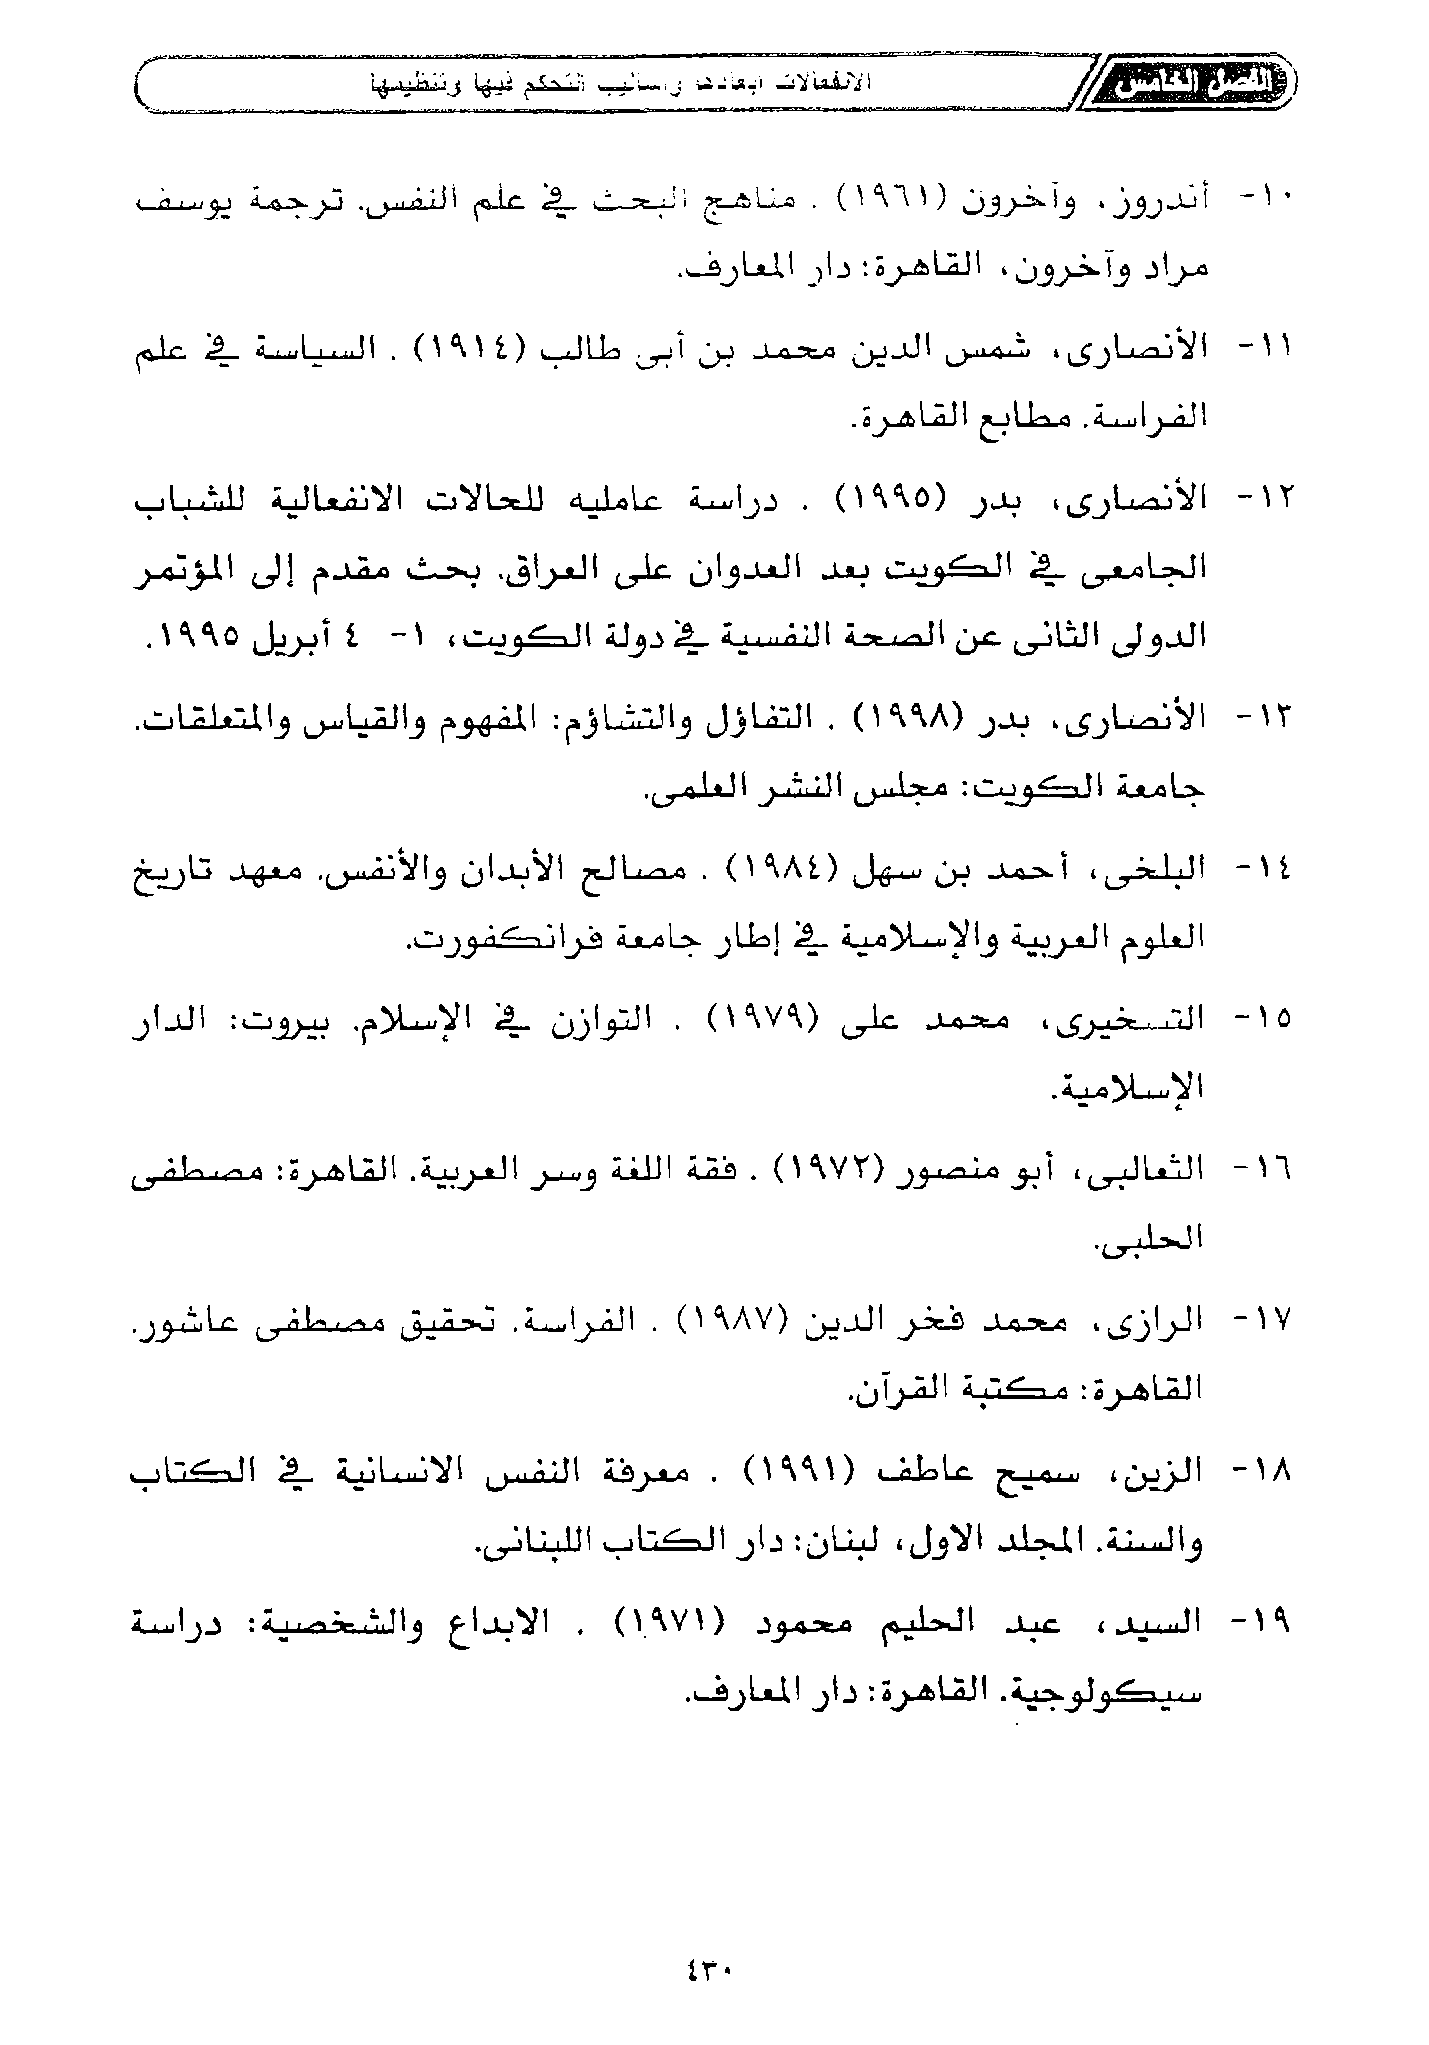 الفصل الخامس
الانفعالات أبعادها وأساليب التحكم فيها وتنظيمها
١٠- أندروز، وآخرون (١٩٦١) . مناهج البحث في علم النفس. ترجمة يوسف
مراد وآخرون، القاهرة: دار المعارف.
١١- الأنصارى، شمس الدين محمد بن أبى طالب (١٩١٤) . السياسة في علم
الفراسة. مطابع القاهرة.
١٢- الأنصارى، بدر (١٩٩٥) . دراسة عامليه للحالات الانفعالية للشباب
الجامعى في الكويت بعد العدوان على العراق. بحث مقدم إلى المؤتمر
الدولى الثانى عن الصحة النفسية في دولة الكويت، ١- ٤ أبريل ١٩٩٥.
١٣- الأنصارى، بدر (١٩٩٨) . التفاؤل والتشاؤم: المفهوم والقياس والمتعلقات.
جامعة الكويت: مجلس النشر العلمى.
١٤- البلخى، أحمد بن سهل (١٩٨٤) . مصالح الأبدان والأنفس. معهد تاريخ
العلوم العربية والإسلامية في إطار جامعة فرانكفورت.
١٥- التسخيرى، محمد على (١٩٧٩) . التوازن في الإسلام. بيروت: الدار
الإسلامية.
١٦- الثعالبى، أبو منصور (١٩٧٢) . فقة اللغة وسر العربية. القاهرة: مصطفى
الحلبى.
١٧- الرازى، محمد فخر الدين (١٩٨٧) . الفراسة. تحقيق مصطفى عاشور.
القاهرة: مكتبة القرآن.
١٨- الزين، سميح عاطف (١٩٩١) . معرفة النفس الانسانية في الكتاب
والسنة. المجلد الاول، لبنان: دار الكتاب اللبنانى.
١٩- السيد، عبد الحليم محمود (١٩٧١) . الابداع والشخصية: دراسة
سيكولوجية. القاهرة: دار المعارف.
٤٣٠